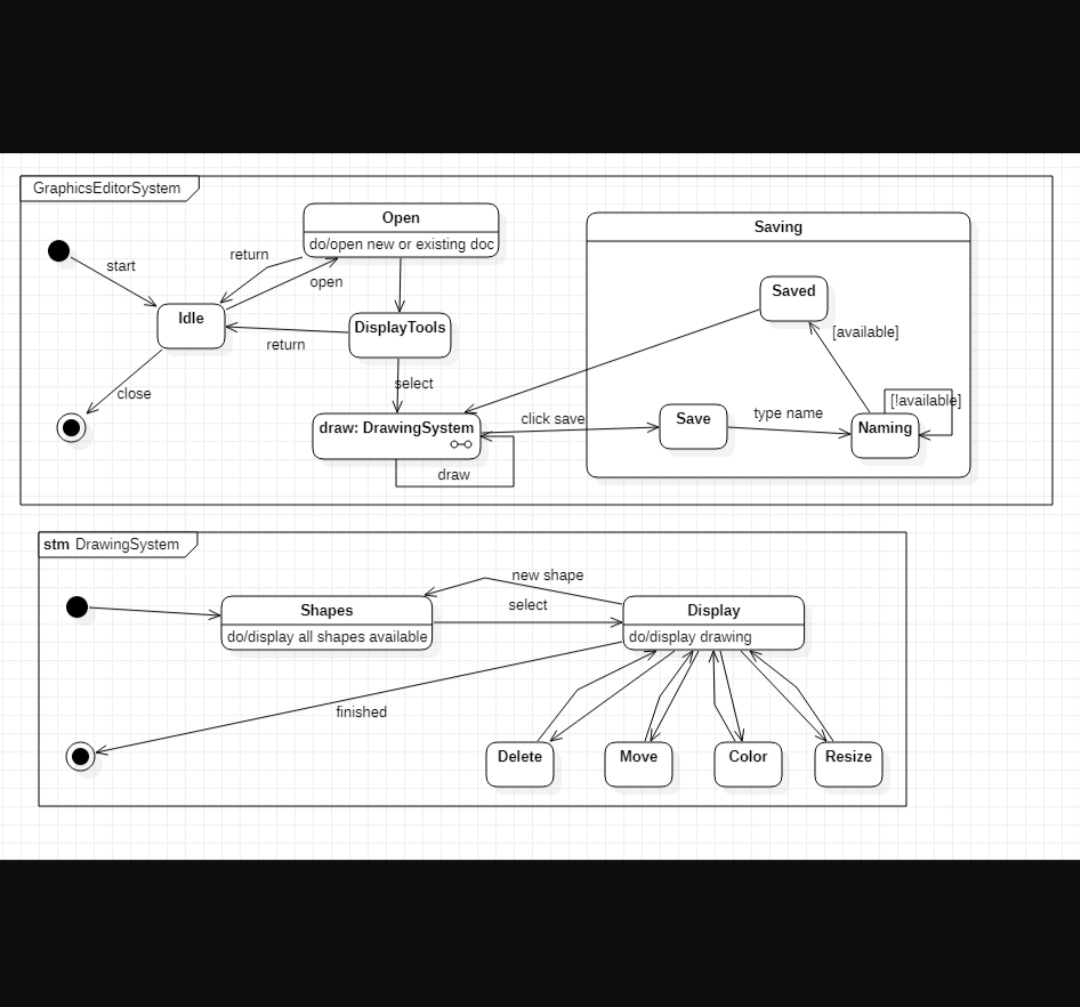 GraphicsEditorSystem
Open
do/open new or existing doc
Saving
return
start
open
Saved
Idle
DisplayTools
[available]
return
select
close
[!available]
draw: DrawingSystem
click save
Save
type name
Naming
draw
stm DrawingSystem
new shape
select
Shapes
do/display all shapes available
Display
do/display drawing
finished
Delete
Move
Color
Resize